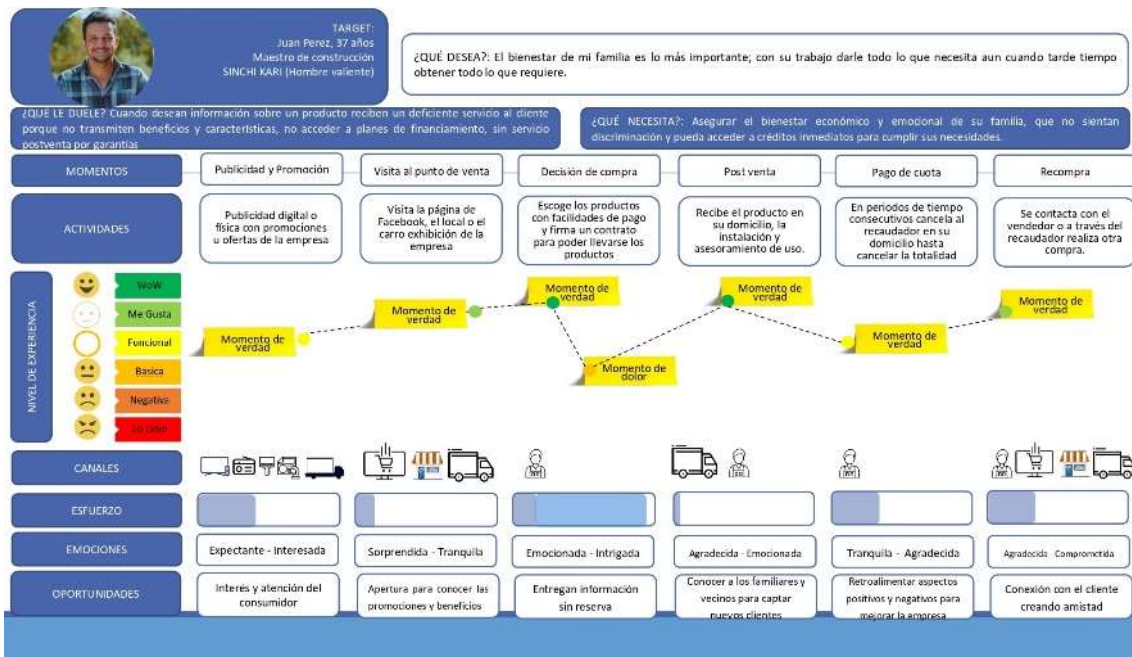 TARGET:
Juan Perez, 37 años
Maestro de construcción
SINCHI KARI (Hombre valiente)
¿QUÉ DESEA?: El bienestar de mi familia es lo más importante; con su trabajo darle todo lo que necesita aun cuando tarde tiempo
obtener todo lo que requiere.
¿QUÉ LE DUELE? Cuando desean información sobre un producto reciben un deficiente servicio al cliente
porque no transmiten beneficios y características, no acceder a planes de financiamiento, sin servicio
postventa por garantías
¿QUÉ NECESITA?: Asegurar el bienestar económico y emocional de su familia, que no sientan
discriminación y pueda acceder a créditos inmediatos para cumplir sus necesidades.
MOMENTOS
Publicidad y Promoción
Visita al punto de venta
Decisión de compra
Post venta
Pago de cuota
Recompra
ACTIVIDADES
Publicidad digital o
física con promociones
u ofertas de la empresa
Visita la página de
Facebook, el local o el
carro exhibición de la
empresa
Escoge los productos
con facilidades de pago
y firma un contrato
para poder llevarse los
productos
Recibe el producto en
su domicilio, la
instalación y
asesoramiento de uso.
En periodos de tiempo
consecutivos cancela al
recaudador en su
domicilio hasta
cancelar la totalidad
Se contacta con el
vendedor o a través del
recaudador realiza otra
compra.
NIVEL DE EXPERIENCIA
WoW
Me Gusta
Funcional
Basica
Negativa
Lo Odio
Momento de
verdad
Momento de
verdad
Momento de
verdad
Momento de
dolor
Momento de
verdad
Momento de
verdad
Momento de
verdad
CANALES
ESFUERZO
EMOCIONES
Expectante - Interesada
Sorprendida - Tranquila
Emocionada - Intrigada
Agradecida - Emocionada
Tranquila - Agradecida
Agradecida - Comprometida
OPORTUNIDADES
Interés y atención del
consumidor
Apertura para conocer las
promociones y beneficios
Entregan información
sin reserva
Conocer a los familiares y
vecinos para captar
nuevos clientes
Retroalimentar aspectos
positivos y negativos para
mejorar la empresa
Conexión con el cliente
creando amistad